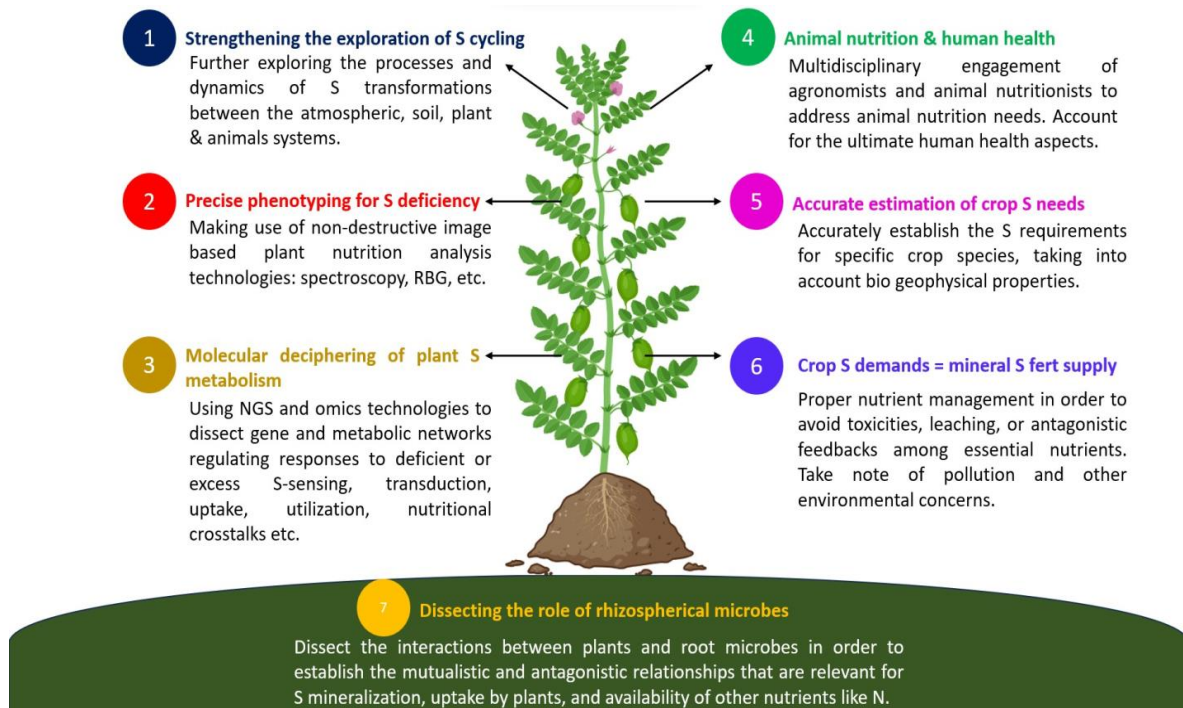 1
Strengthening the exploration of S cycling
Further exploring the processes and
dynamics of S transformations
between the atmospheric, soil, plant
& animals systems.
2
Precise phenotyping for S deficiency
Making use of non-destructive image
based plant nutrition analysis
technologies: spectroscopy, RBG, etc.
3
Molecular deciphering of plant S
metabolism
Using NGS and omics technologies to
dissect gene and metabolic networks
regulating responses to deficient or
excess S-sensing, transduction,
uptake, utilization, nutritional
crosstalks etc.
4
Animal nutrition & human health
Multidisciplinary engagement of
agronomists and animal nutritionists to
address animal nutrition needs. Account
for the ultimate human health aspects.
5
Accurate estimation of crop S needs
Accurately establish the S requirements
for specific crop species, taking into
account bio geophysical properties.
6
Crop S demands = mineral S fert supply
Proper nutrient management in order to
avoid toxicities, leaching, or antagonistic
feedbacks among essential nutrients.
Take note of pollution and other
environmental concerns.
7
Dissecting the role of rhizospherical microbes
Dissect the interactions between plants and root microbes in order to
establish the mutualistic and antagonistic relationships that are relevant for
S mineralization, uptake by plants, and availability of other nutrients like N.